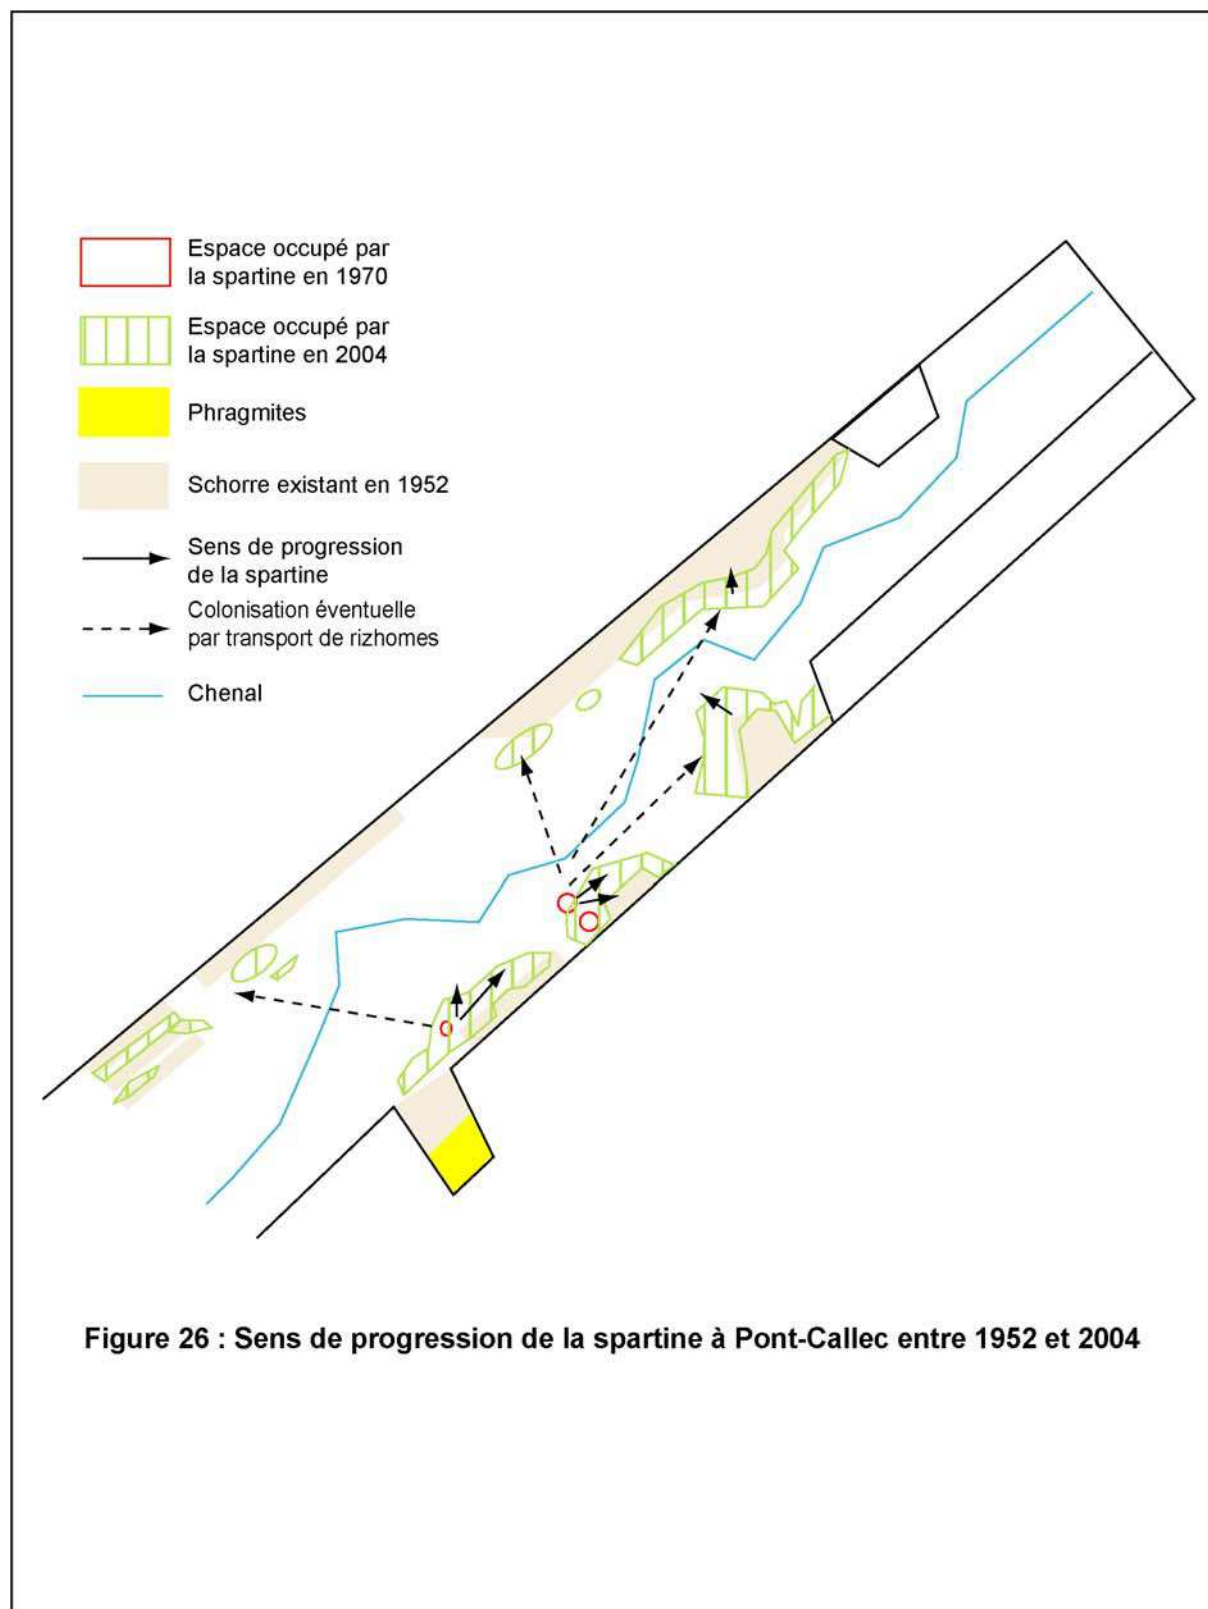 Espace occupé par
la spartine en 1970
Espace occupé par
la spartine en 2004
Phragmites
Schorre existant en 1952
Sens de progression
de la spartine
Colonisation éventuelle
par transport de rizhomes
Chenal
Figure 26 : Sens de progression de la spartine à Pont-Callec entre 1952 et 2004